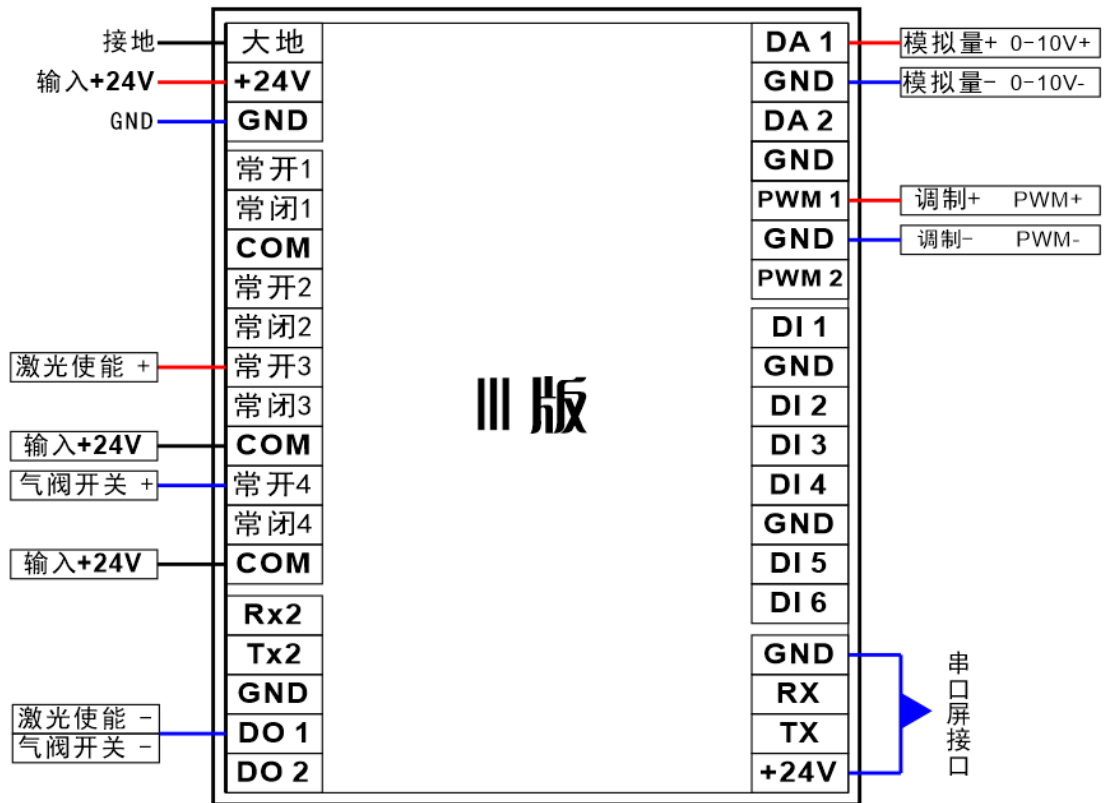 接地
输入+24V
GND
大地
+24V
GND
常开1
常闭1
COM
常开2
常闭2
常开3
常闭3
COM
常开4
常闭4
COM
Rx2
Tx2
GND
DO 1
DO 2
激光使能 +
输入+24V
气阀开关 +
输入+24V
激光使能 -
气阀开关 -
III 版
DA 1
GND
DA 2
GND
PWM 1
GND
PWM 2
DI 1
GND
DI 2
DI 3
DI 4
GND
DI 5
DI 6
GND
RX
TX
+24V
模拟量+ 0-10V+
模拟量- 0-10V-
调制+ PWM+
调制- PWM-
串口屏接口